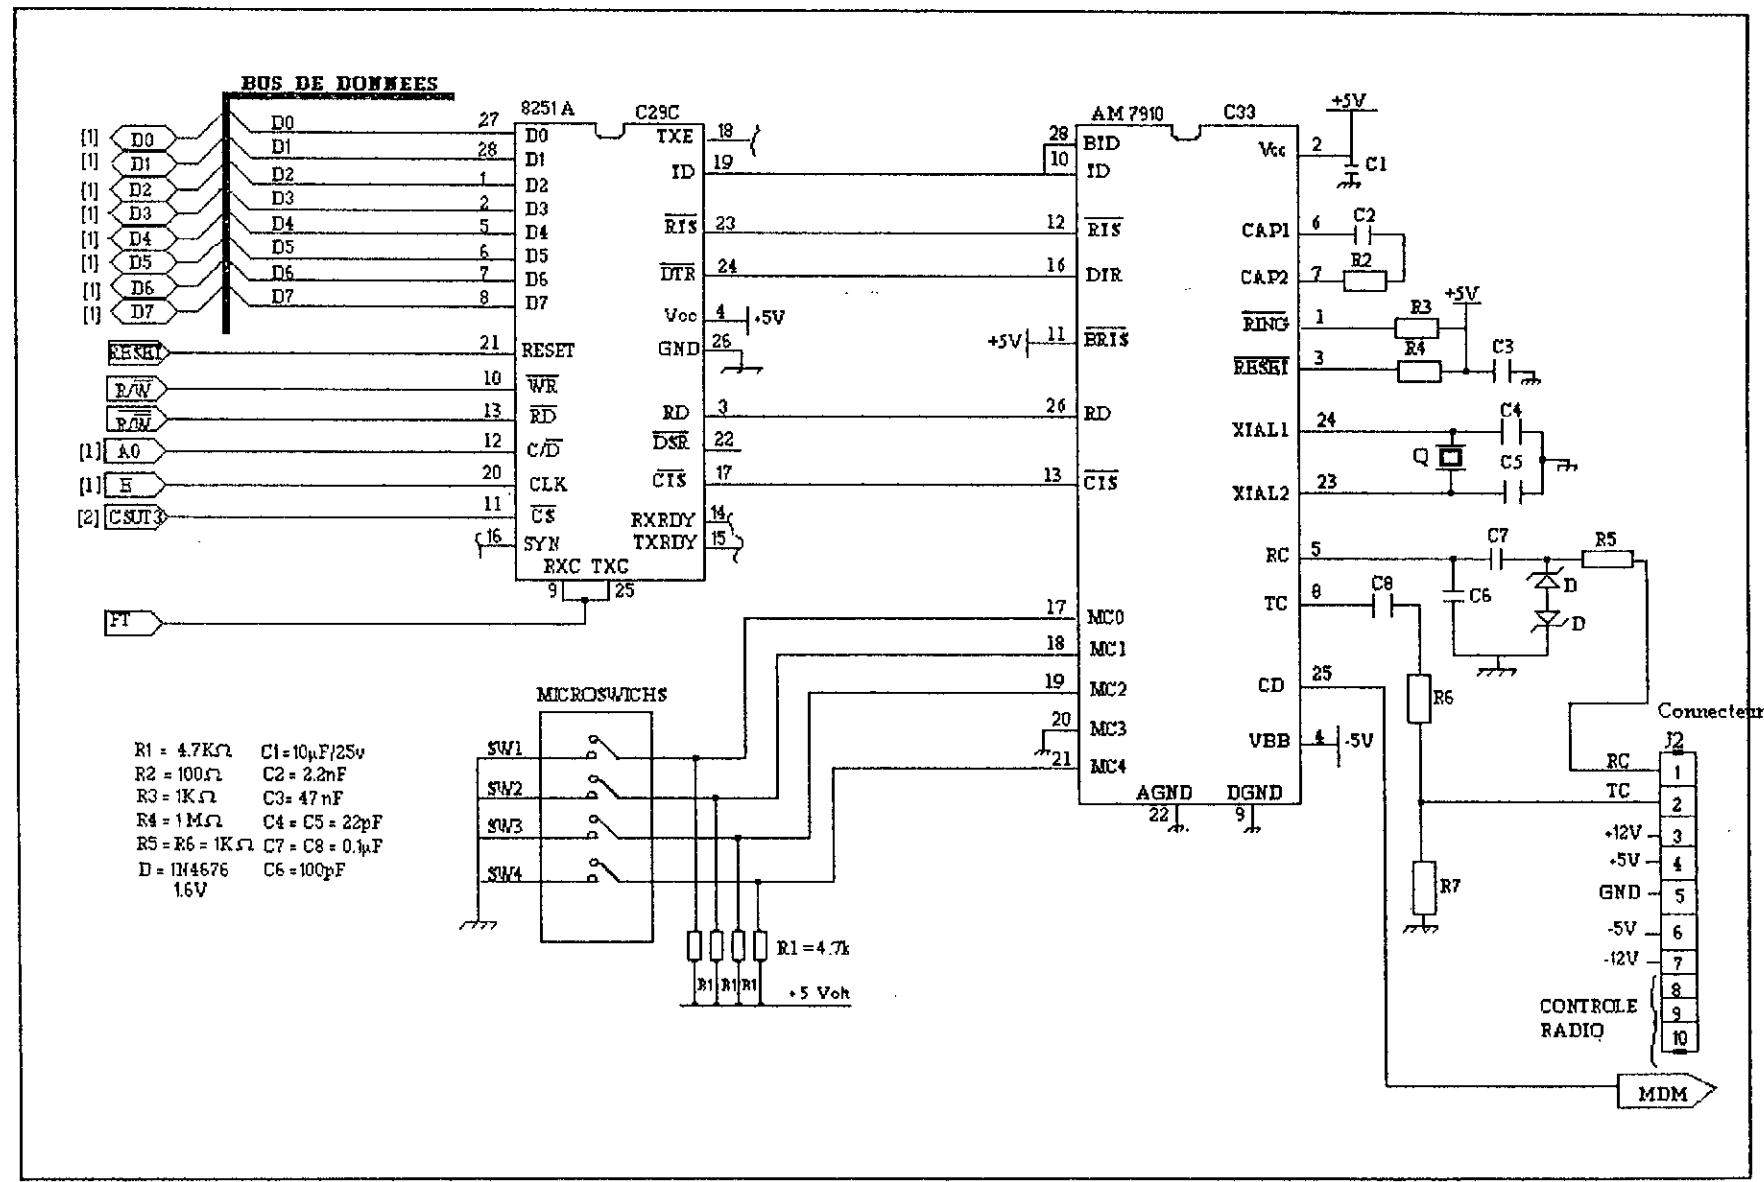 BUS DE DONNEES
8251A C29C
AM 7910 C33
+5V
[1] D0 D0 27 D0 TXE 18
28 BID Vcc 2 C1
[1] D1 D1 28 D1 ID 19
10 ID
[1] D2 D2 1 D2
[1] D3 D3 2 D3 RTS 23
12 RTS CAP1 6 C2
[1] D4 D4 5 D4
[1] D5 D5 6 D5 DTR 24
16 DTR CAP2 7 R2
[1] D6 D6 7 D6
[1] D7 D7 8 D7 Vcc 4 +5V
+5V 11 BRTS RING 1 R3 +5V
RESET 21 RESET GND 26
RESET 3 R4 C3
R/W 10 WR
R/W 13 RD RD 3
26 RD
[1] A0 12 C/D DSR 22
XTAL1 24 Q C4
[1] E 20 CLK CTS 17
13 CTS XTAL2 23 C5
[2] CSUT3 11 CS RXRDY 14
16 SYN TXRDY 15
RXC TXC
9 25
RC 5 C7 R5
C6 D
D
TC 8 C8
FT
17 MC0
18 MC1
19 MC2
20 MC3
21 MC4
CD 25 R6
VBB 4 -5V
AGND DGND
22 9
MICROSWICHS
SW1
SW2
SW3
SW4
R1 = 4.7KΩ C1=10µF/25v
R2 = 100Ω C2 = 2.2nF
R3 = 1KΩ C3= 47nF
R4 = 1MΩ C4 = C5 = 22pF
R5 = R6 = 1KΩ C7 = C8 = 0.1µF
D = 1N4676 C6 =100pF
1.6V
R1 =4.7k
R1 R1 R1
+5 Volt
R7
Connecteur
J2
RC 1
TC 2
+12V 3
+5V 4
GND 5
-5V 6
-12V 7
8
9
10
CONTROLE
RADIO
MDM